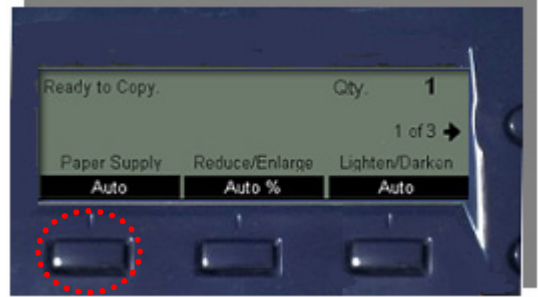 Ready to Copy. Qty. 1
1 of 3
Paper Supply Reduce/Enlarge Lighten/Darken
Auto Auto % Auto